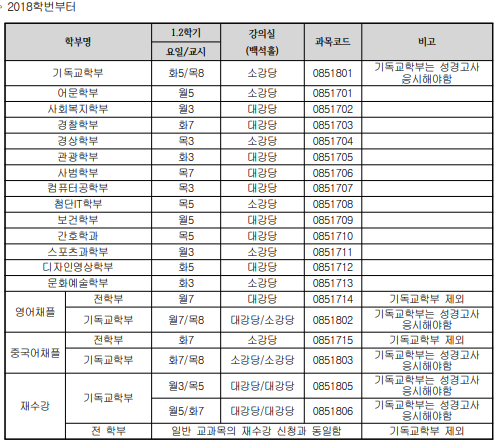 2018학번부터
학부명 1.2학기 강의실 과목코드 비고
요일/교시 (백석홀)
기독교학부 화5/목8 소강당 0851801 기독교학부는 성경고사
응시해야함
어문학부 월5 소강당 0851701
사회복지학부 월3 대강당 0851702
경찰학부 화7 대강당 0851703
경상학부 목3 소강당 0851704
관광학부 화3 대강당 0851705
사범학부 목7 대강당 0851706
컴퓨터공학부 목3 대강당 0851707
첨단IT학부 목5 소강당 0851708
보건학부 월5 대강당 0851709
간호학과 목5 대강당 0851710
스포츠과학부 월3 소강당 0851711
디자인영상학부 화5 대강당 0851712
문화예술학부 화3 소강당 0851713
영어채플 전학부 월7 대강당 0851714 기독교학부 제외
기독교학부 월7/목8 대강당/소강당 0851802 기독교학부는 성경고사
응시해야함
중국어채플 전학부 화7 소강당 0851715 기독교학부 제외
기독교학부 화7/목8 소강당/소강당 0851803 기독교학부는 성경고사
응시해야함
재수강 기독교학부 월3/목5 대강당/대강당 0851805 기독교학부는 성경고사
응시해야함
월5/화7 대강당/대강당 0851806 기독교학부는 성경고사
응시해야함
전 학부 일반 교과목의 재수강 신청과 동일함 기독교학부 제외